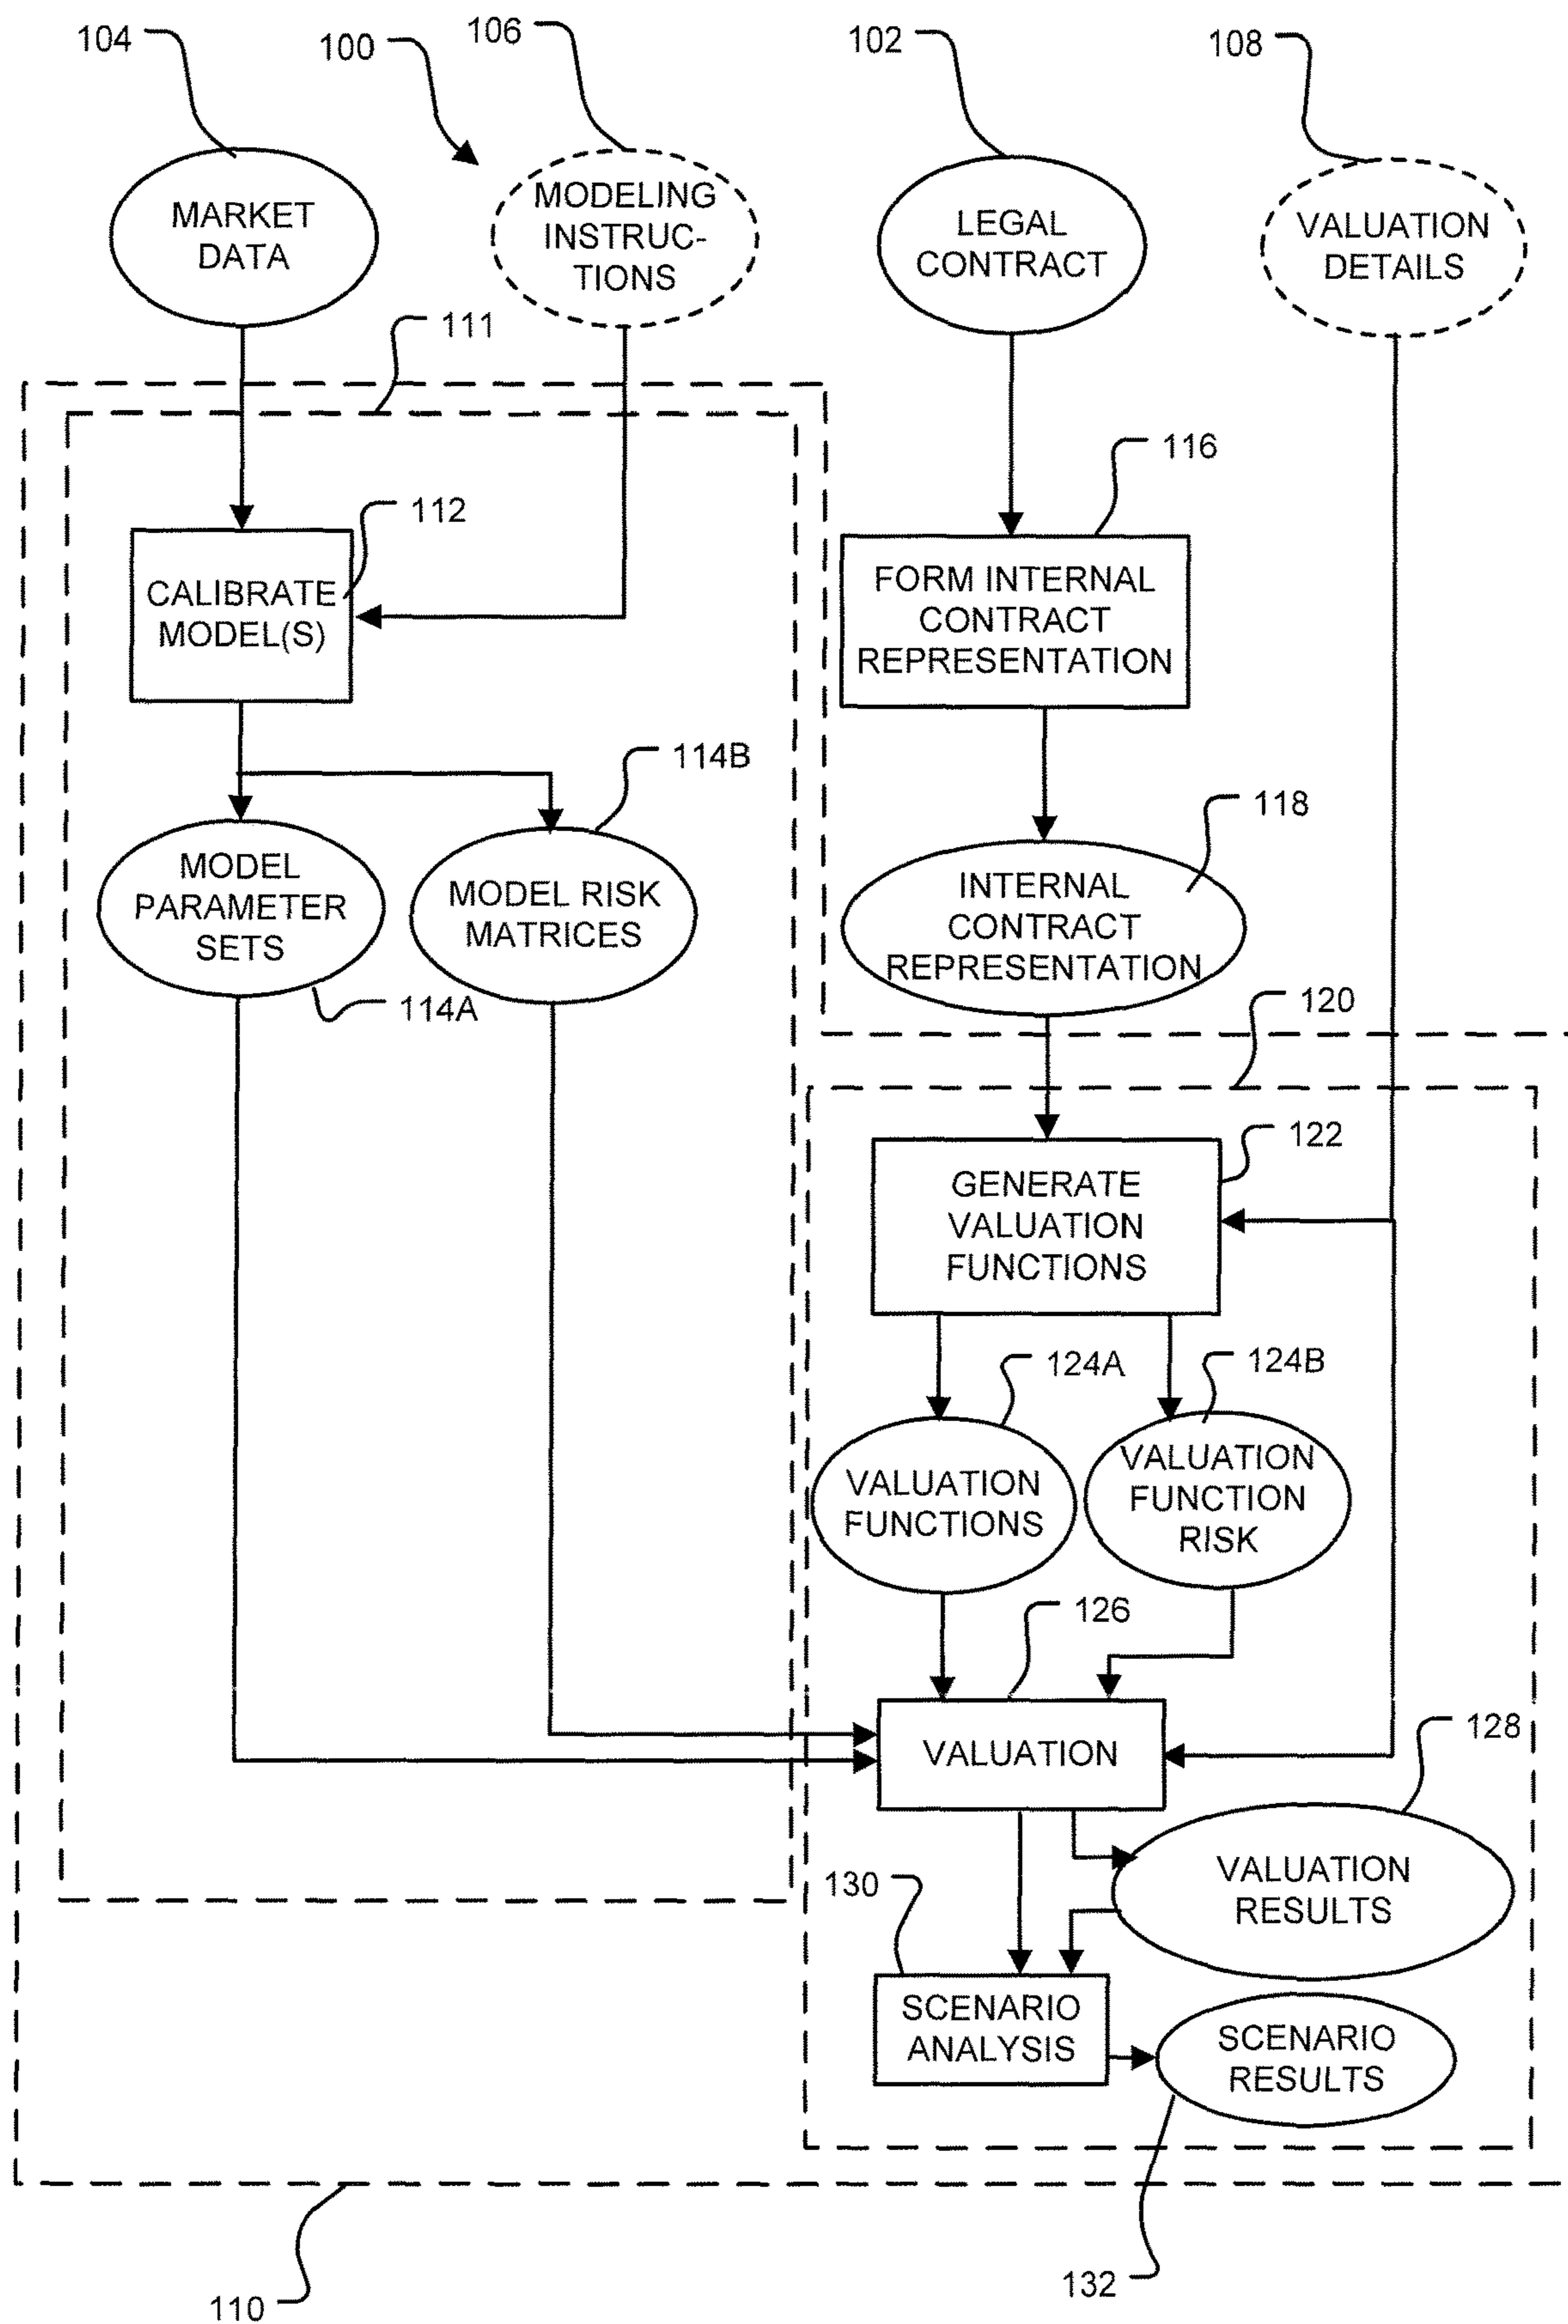 104
100
106
102
108
MARKET
DATA
MODELING
INSTRUC-
TIONS
LEGAL
CONTRACT
VALUATION
DETAILS
111
116
112
CALIBRATE
MODEL(S)
FORM INTERNAL
CONTRACT
REPRESENTATION
114B
118
MODEL
PARAMETER
SETS
MODEL RISK
MATRICES
INTERNAL
CONTRACT
REPRESENTATION
114A
120
122
GENERATE
VALUATION
FUNCTIONS
124A
124B
VALUATION
FUNCTIONS
VALUATION
FUNCTION
RISK
126
VALUATION
128
VALUATION
RESULTS
130
SCENARIO
ANALYSIS
SCENARIO
RESULTS
132
110